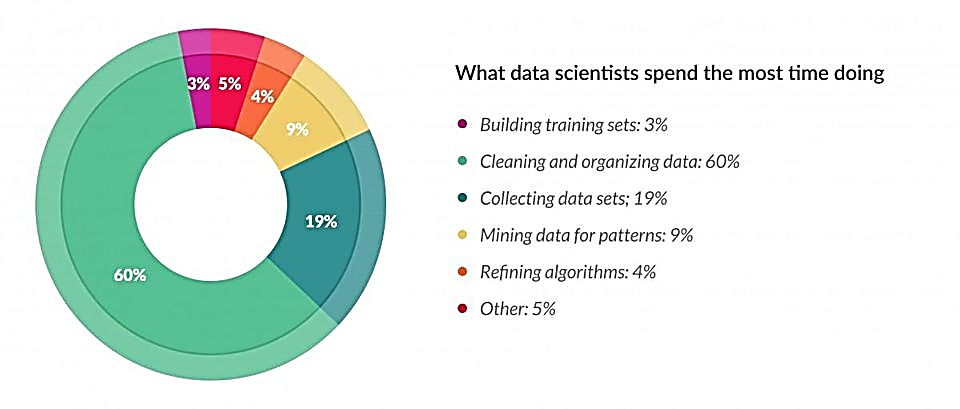 3%
5%
4%
9%
19%
60%
What data scientists spend the most time doing
Building training sets: 3%
Cleaning and organizing data: 60%
Collecting data sets; 19%
Mining data for patterns: 9%
Refining algorithms: 4%
Other: 5%